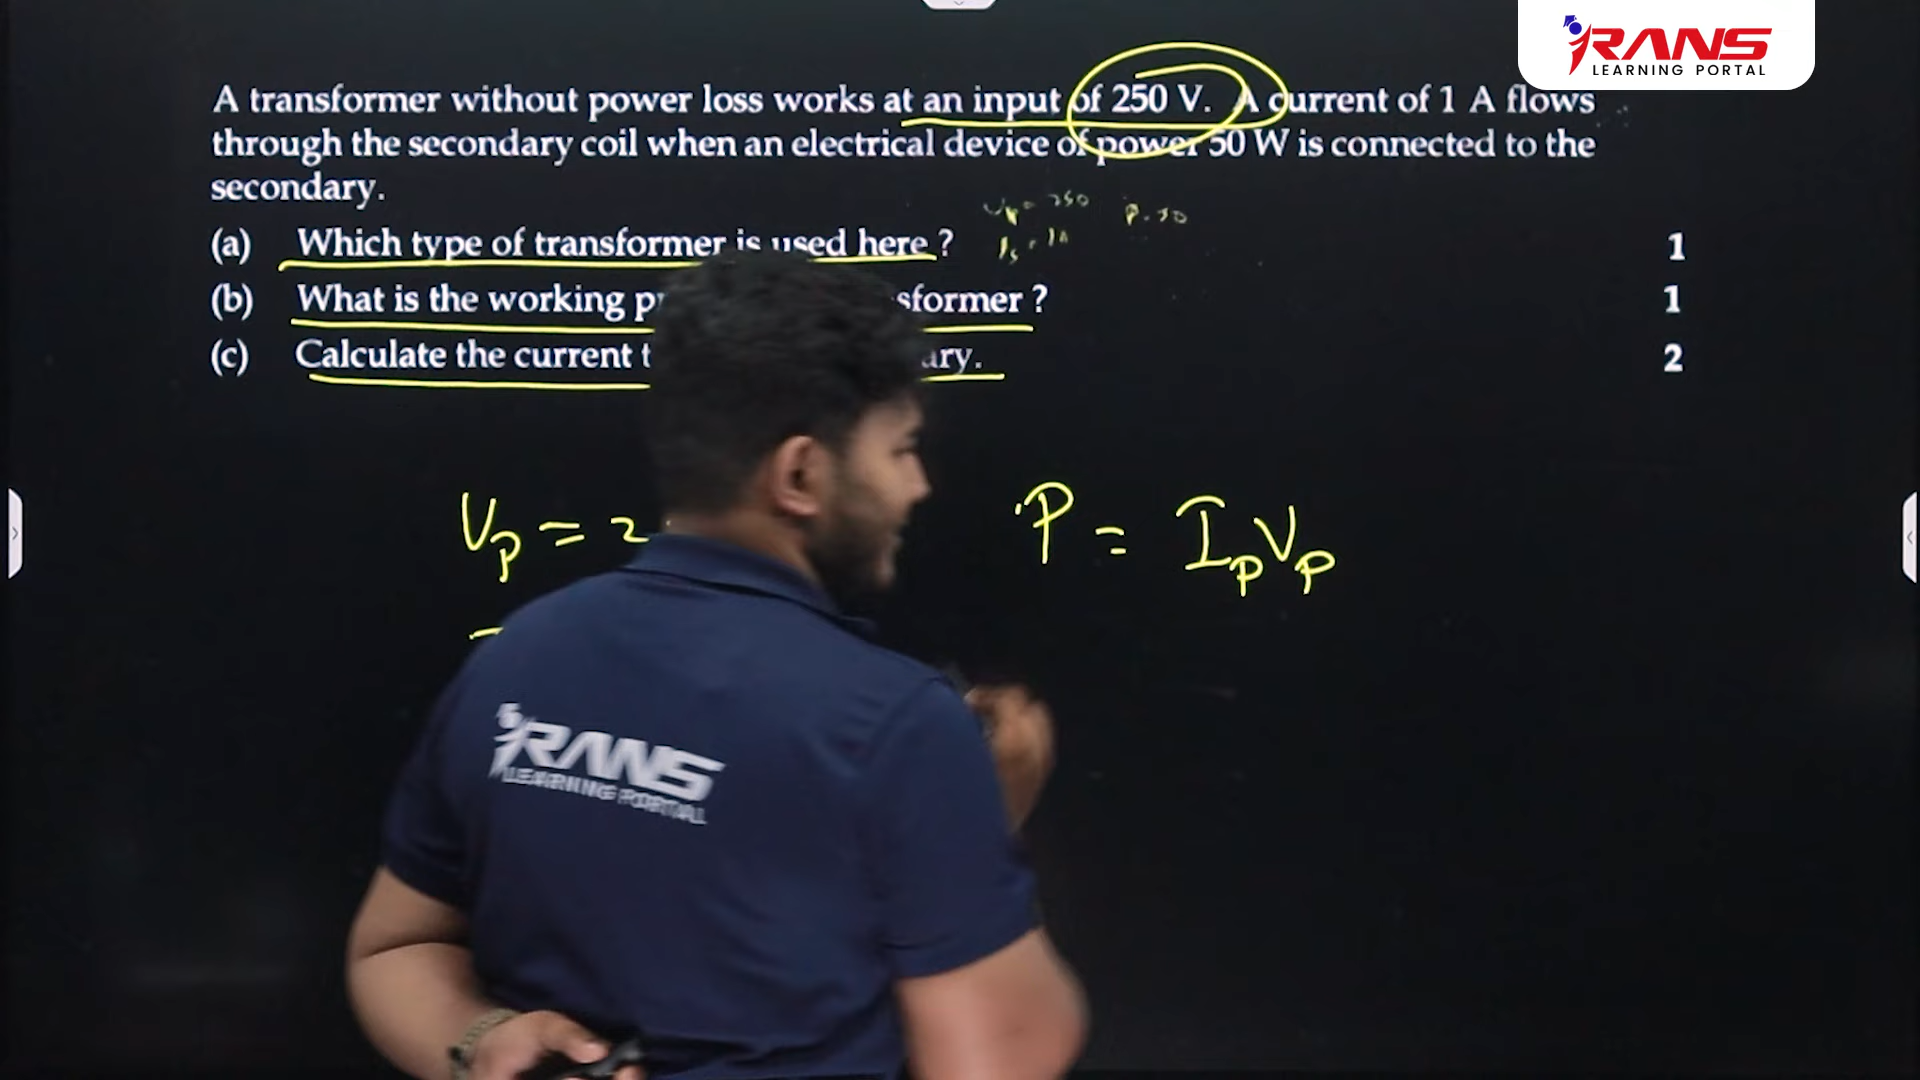 RANS
LEARNING PORTAL
A transformer without power loss works at an input of 250 V. A current of 1 A flows
through the secondary coil when an electrical device of power 50 W is connected to the
secondary.
Vp = 250 P = 50
Is = 1A
(a) Which type of transformer is used here ? 1
(b) What is the working sformer ? 1
(c) Calculate the current ary. 2
Vp = 2 P = IpVp
RANS
LEARNING PORTAL